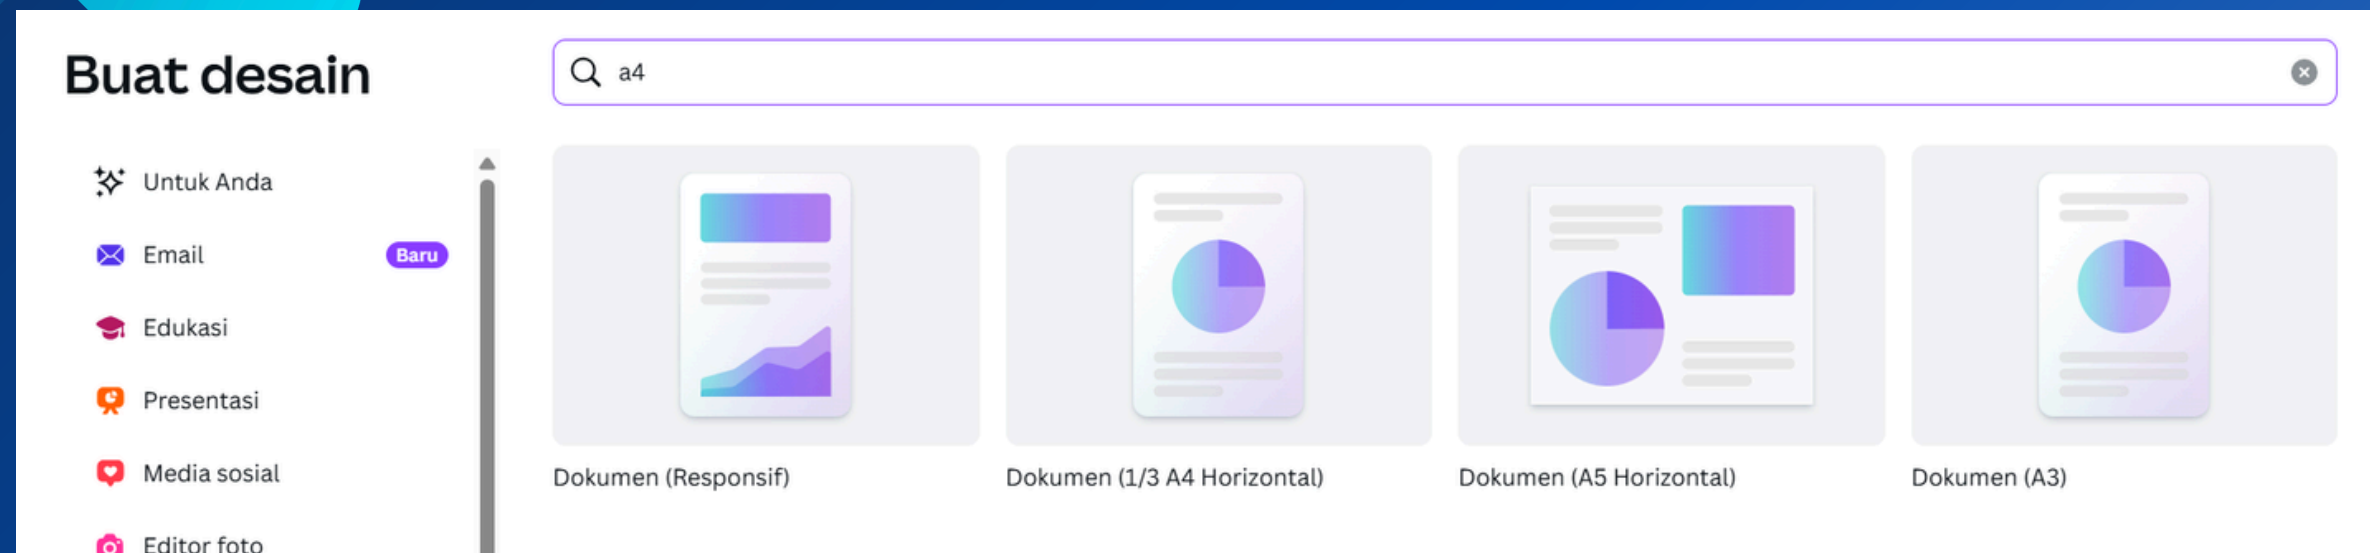 Buat desain
a4
Untuk Anda
Email
Baru
Edukasi
Presentasi
Media sosial
Editor foto
Dokumen (Responsif)
Dokumen (1/3 A4 Horizontal)
Dokumen (A5 Horizontal)
Dokumen (A3)